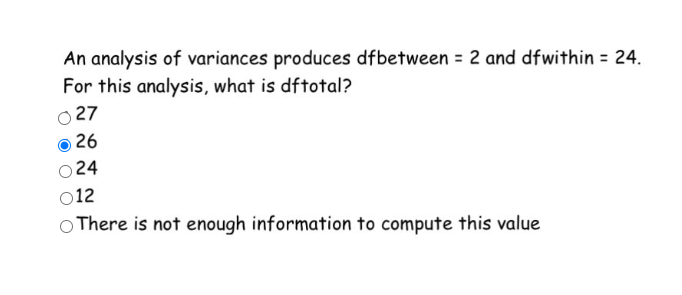 An analysis of variances produces dfbetween = 2 and dfwithin = 24.
For this analysis, what is dftotal?
27
26
24
12
There is not enough information to compute this value